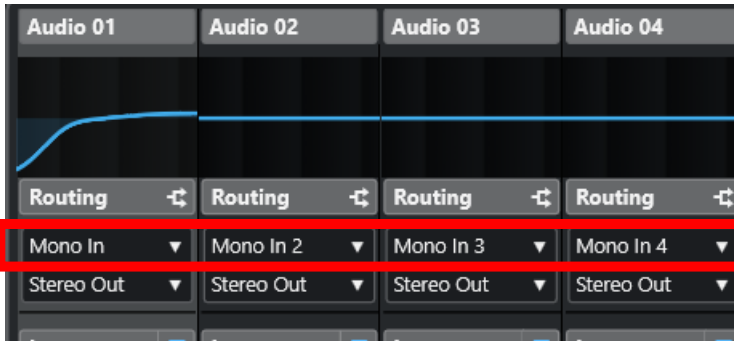 Audio 01 Audio 02 Audio 03 Audio 04
Routing Routing Routing Routing
Mono In Mono In 2 Mono In 3 Mono In 4
Stereo Out Stereo Out Stereo Out Stereo Out